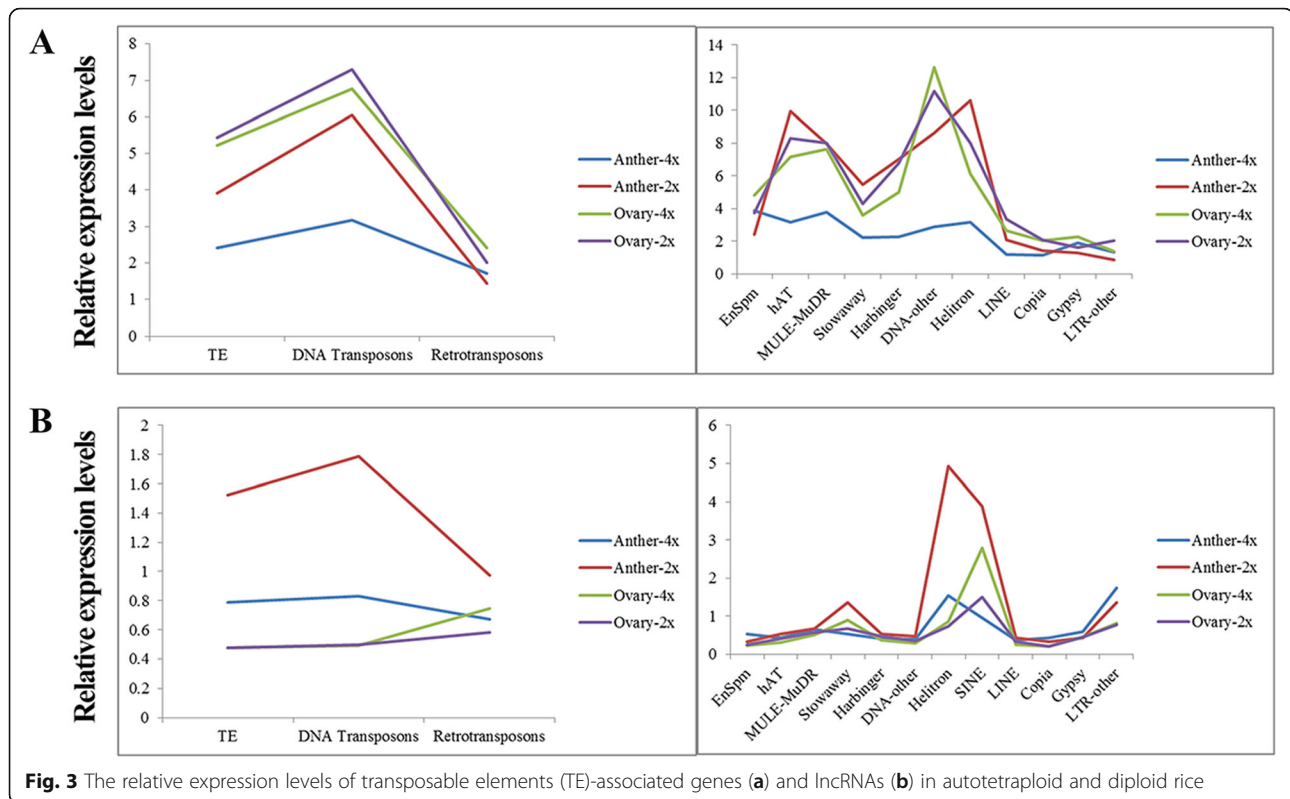 A
Relative expression levels
8
7
6
5
4
3
2
1
0
TE DNA Transposons Retrotransposons
Anther-4x
Anther-2x
Ovary-4x
Ovary-2x
14
12
10
8
6
4
2
0
EnSpm
hAT
MULE-MuDR
Stowaway
Harbinger
DNA-other
Helitron
LINE
Copia
Gypsy
LTR-other
Anther-4x
Anther-2x
Ovary-4x
Ovary-2x
B
Relative expression levels
2
1.8
1.6
1.4
1.2
1
0.8
0.6
0.4
0.2
0
TE DNA Transposons Retrotransposons
Anther-4x
Anther-2x
Ovary-4x
Ovary-2x
6
5
4
3
2
1
0
EnSpm
hAT
MULE-MuDR
Stowaway
Harbinger
DNA-other
Helitron
SINE
LINE
Copia
Gypsy
LTR-other
Anther-4x
Anther-2x
Ovary-4x
Ovary-2x
Fig. 3 The relative expression levels of transposable elements (TE)-associated genes (a) and lncRNAs (b) in autotetraploid and diploid rice